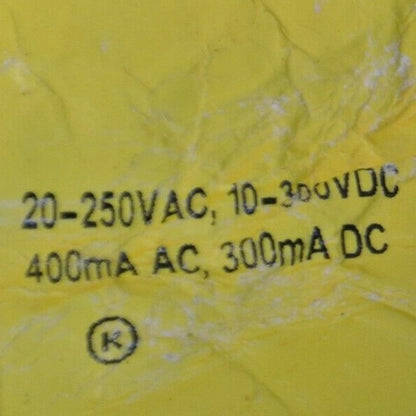 20-250VAC, 10-300VDC
400mA AC, 300mA DC
K